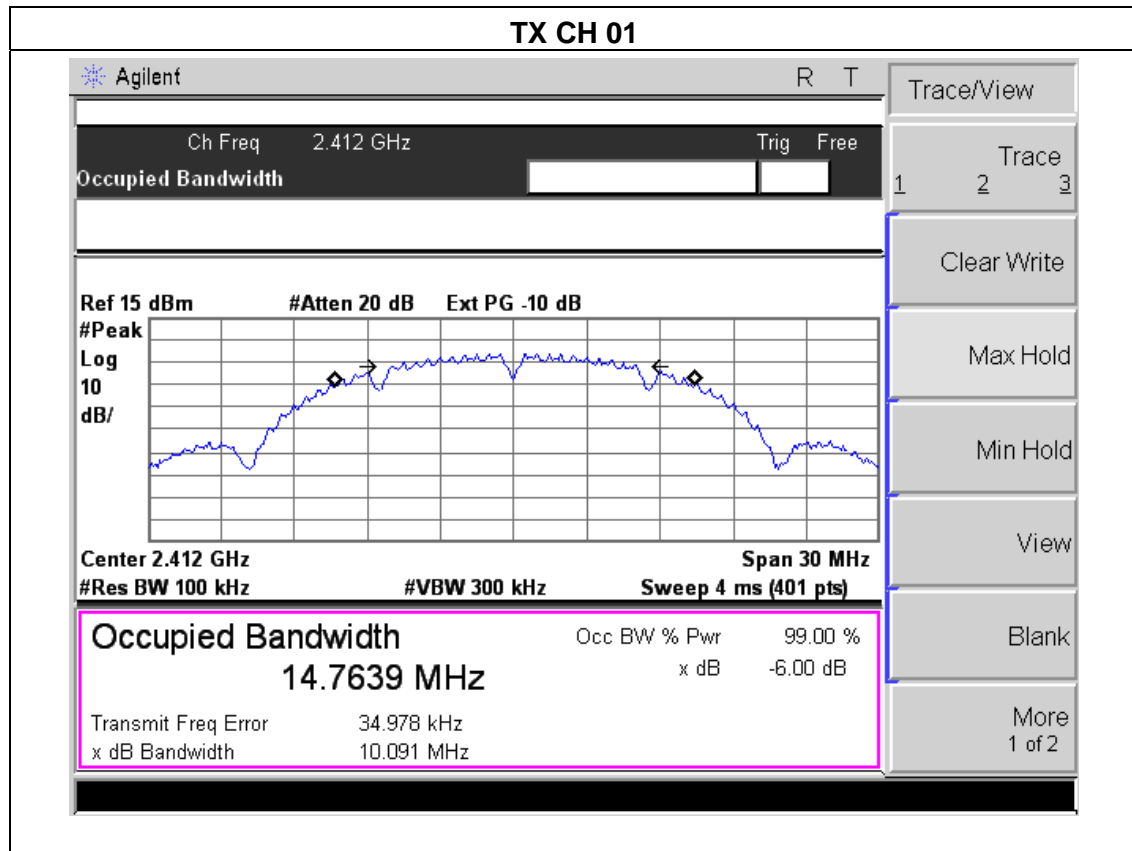 TX CH 01
Agilent R T
Trace/View
Ch Freq 2.412 GHz Trig Free
Occupied Bandwidth
Trace
1 2 3
Clear Write
Ref 15 dBm #Atten 20 dB Ext PG -10 dB
#Peak
Log
10
dB/
Max Hold
Min Hold
View
Center 2.412 GHz Span 30 MHz
#Res BW 100 kHz #VBW 300 kHz Sweep 4 ms (401 pts)
Occupied Bandwidth Occ BW % Pwr 99.00 %
14.7639 MHz x dB -6.00 dB
Blank
Transmit Freq Error 34.978 kHz
x dB Bandwidth 10.091 MHz
More
1 of 2